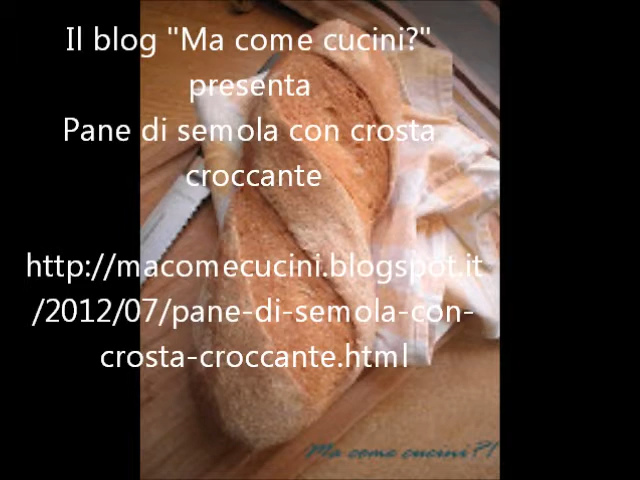 Il blog "Ma come cucini?"
presenta
Pane di semola con crosta
croccante
http://macomecucini.blogspot.it
/2012/07/pane-di-semola-con-
crosta-croccante.html
Ma come cucini?!